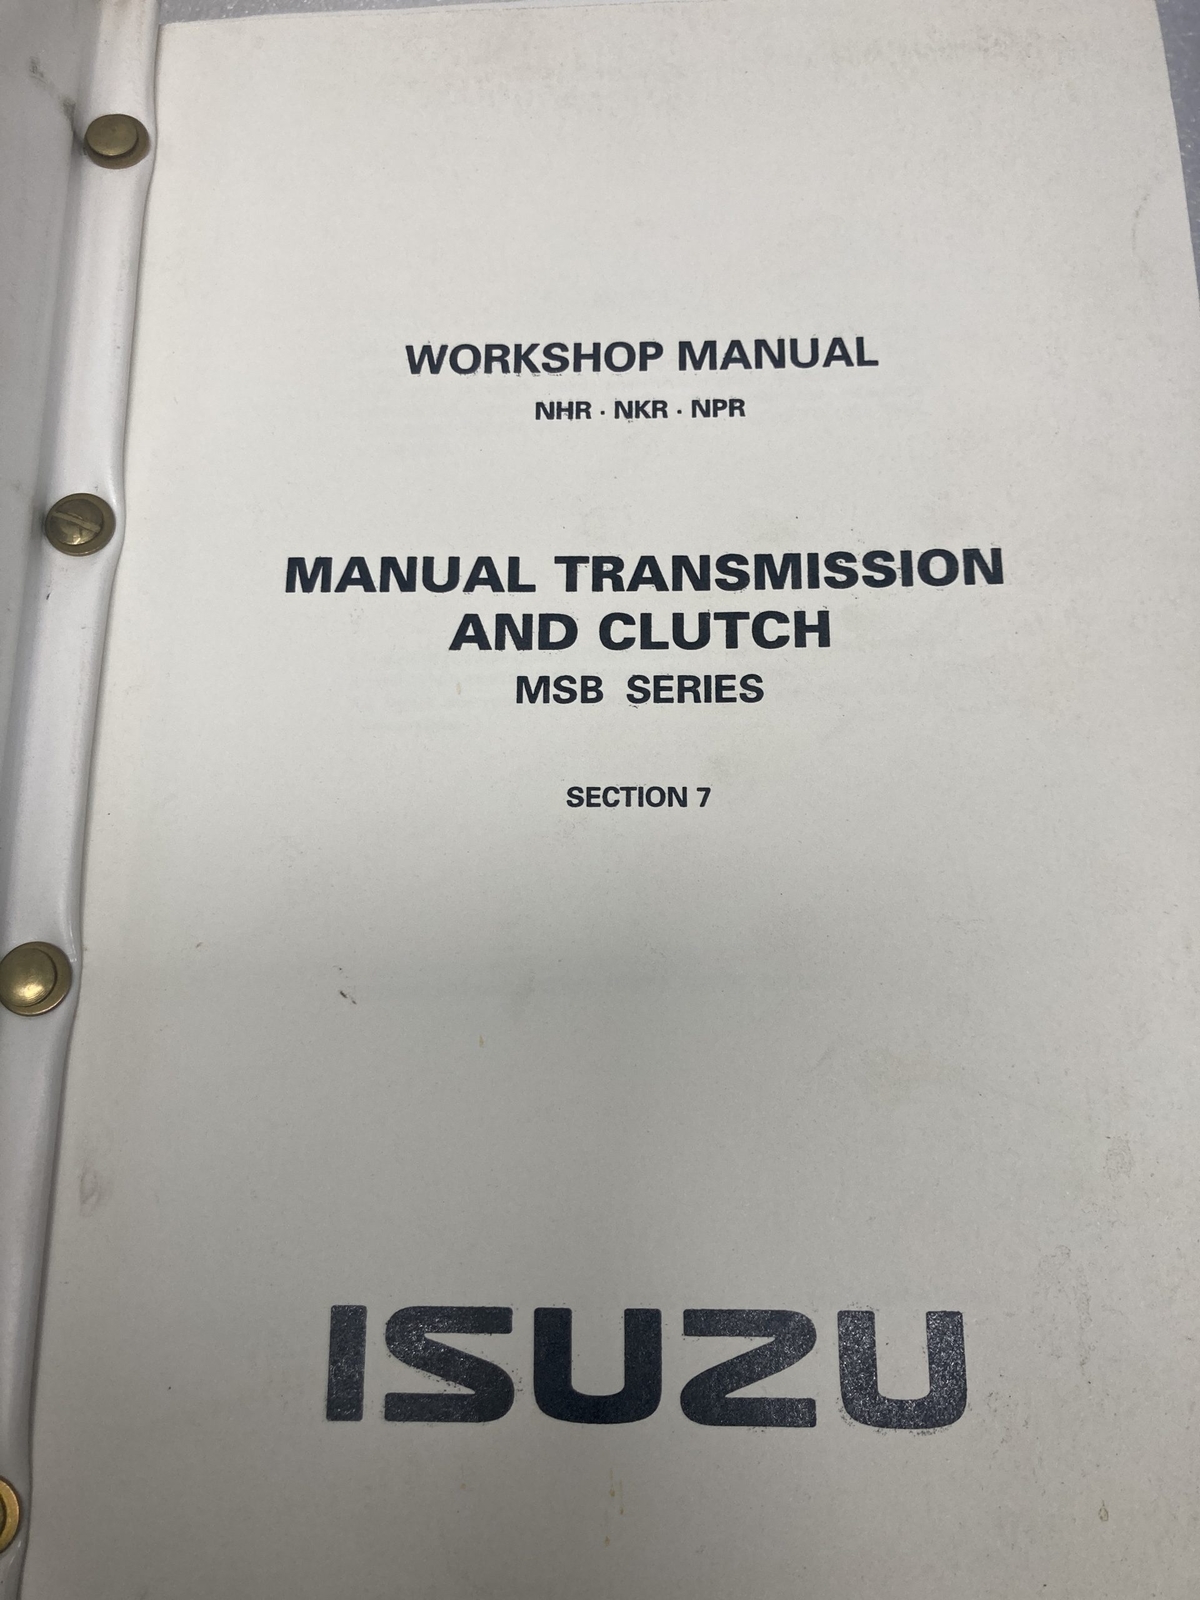 WORKSHOP MANUAL
NHR · NKR · NPR
MANUAL TRANSMISSION
AND CLUTCH
MSB SERIES
SECTION 7
ISUZU